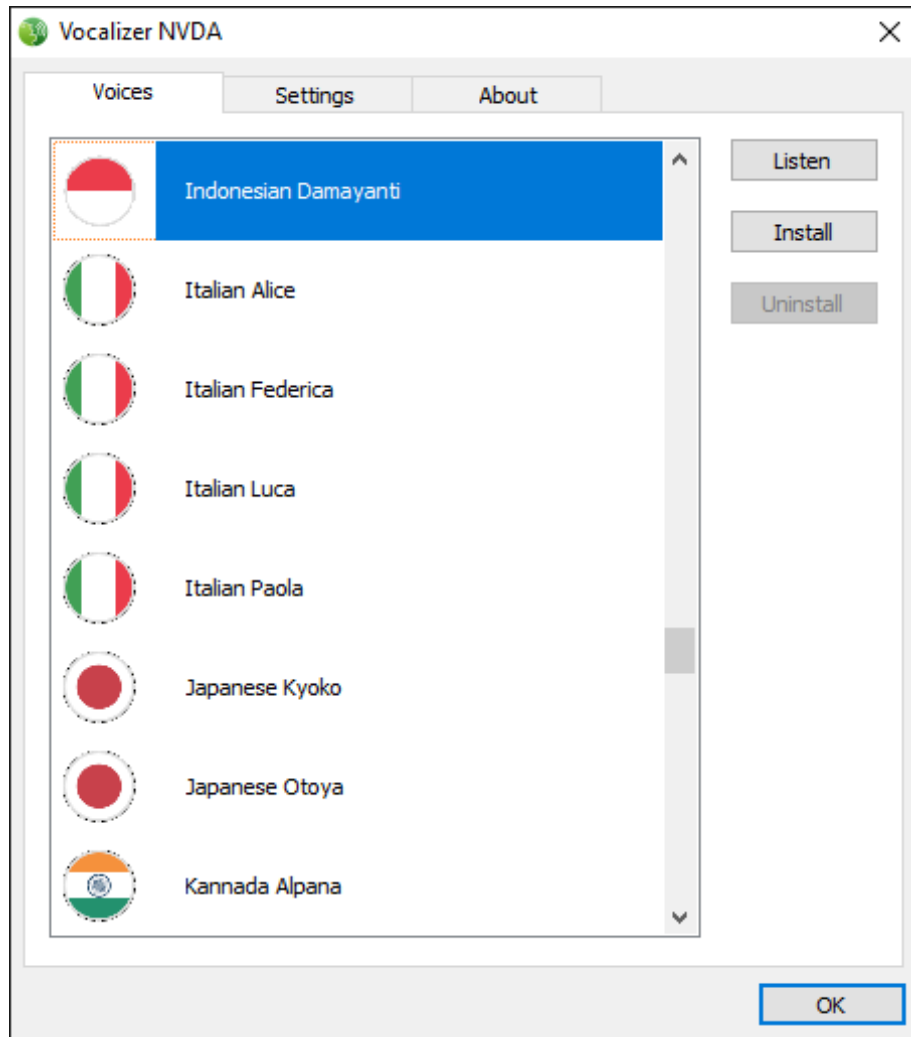 Vocalizer NVDA
Voices
Settings
About
Indonesian Damayanti
Italian Alice
Italian Federica
Italian Luca
Italian Paola
Japanese Kyoko
Japanese Otoya
Kannada Alpana
Listen
Install
Uninstall
OK